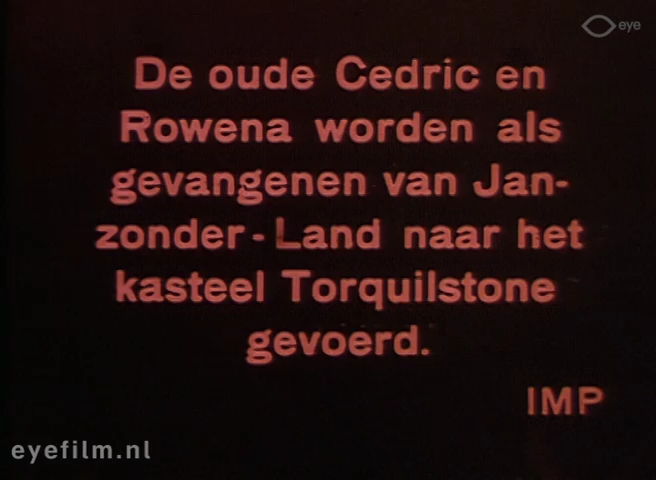 eye
De oude Cedric en
Rowena worden als
gevangenen van Jan-
zonder-Land naar het
kasteel Torquilstone
gevoerd.
IMP
eyefilm.nl